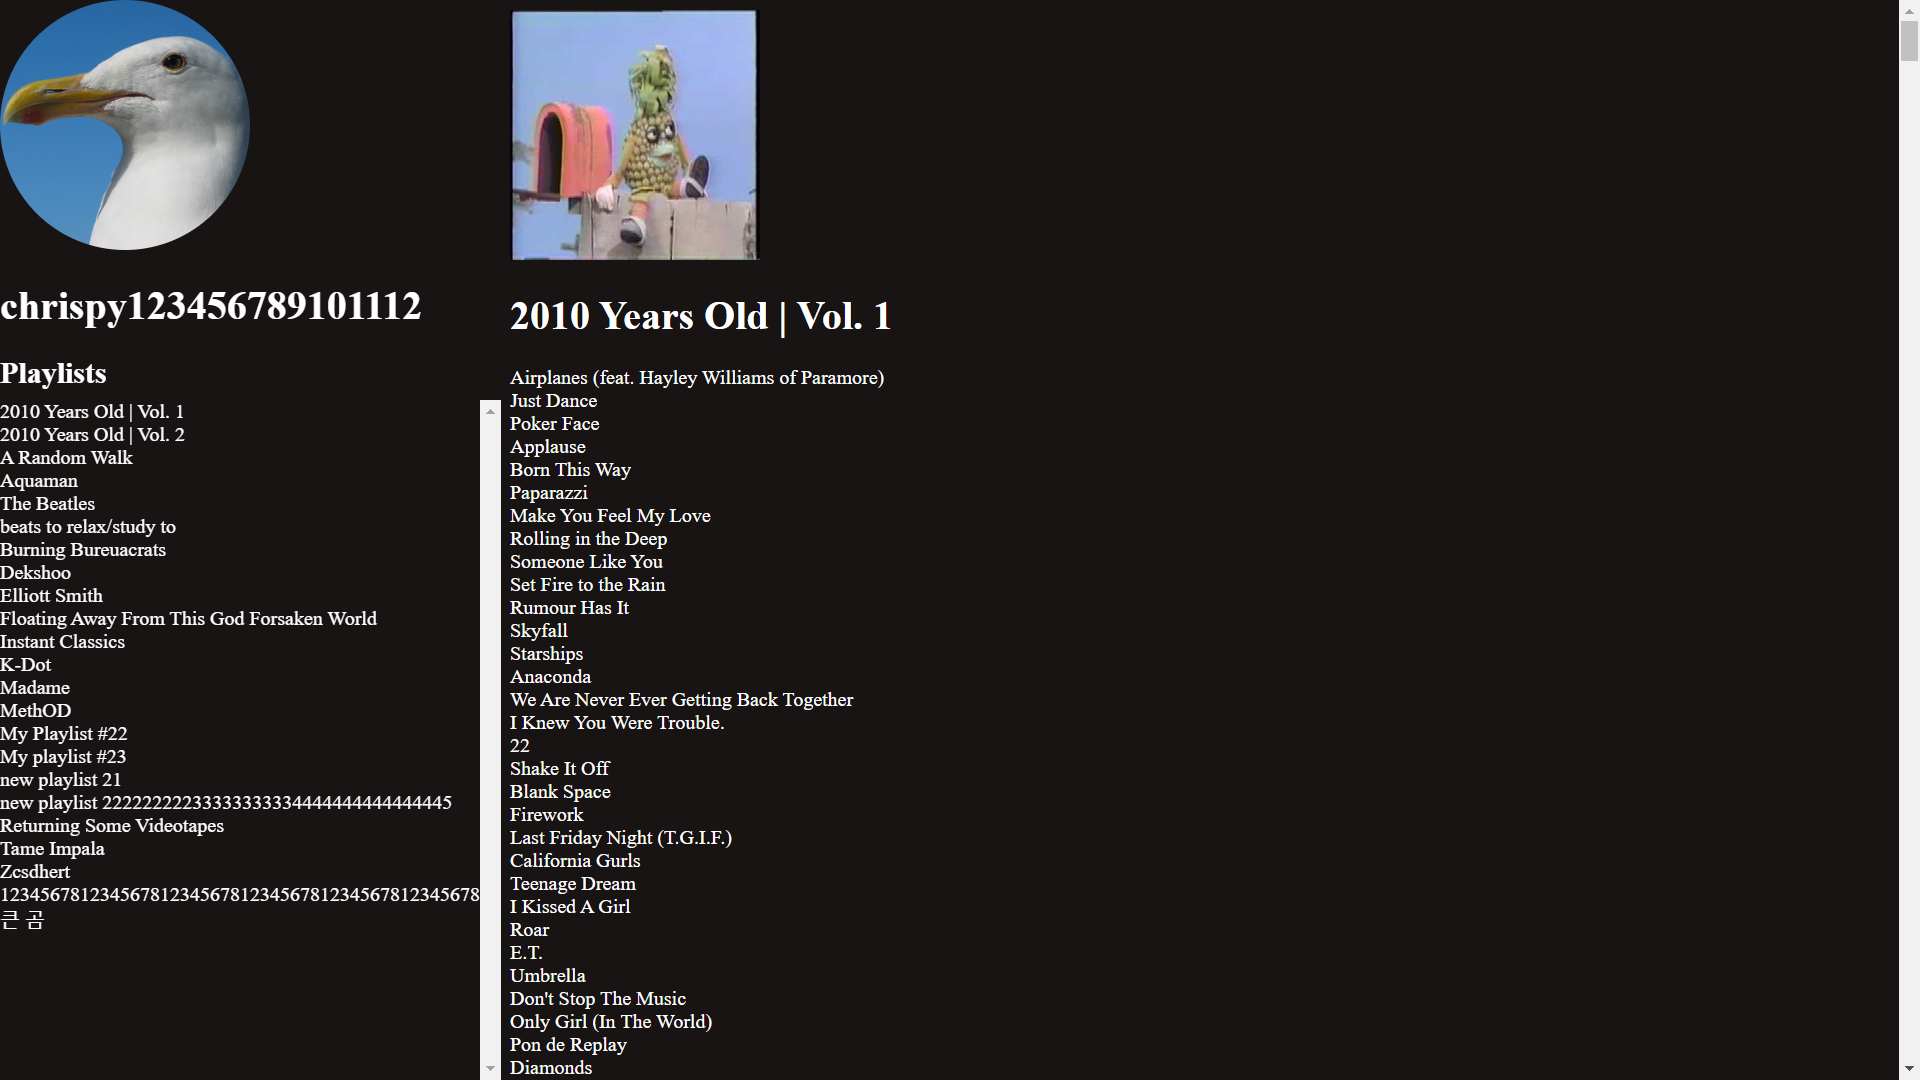 chrispy123456789101112
Playlists
2010 Years Old | Vol. 1
2010 Years Old | Vol. 2
A Random Walk
Aquaman
The Beatles
beats to relax/study to
Burning Bureuacrats
Dekshoo
Elliott Smith
Floating Away From This God Forsaken World
Instant Classics
K-Dot
Madame
MethOD
My Playlist #22
My playlist #23
new playlist 21
new playlist 22222222233333333334444444444444445
Returning Some Videotapes
Tame Impala
Zcsdhert
123456781234567812345678123456781234567812345678
큰 곰
2010 Years Old | Vol. 1
Airplanes (feat. Hayley Williams of Paramore)
Just Dance
Poker Face
Applause
Born This Way
Paparazzi
Make You Feel My Love
Rolling in the Deep
Someone Like You
Set Fire to the Rain
Rumour Has It
Skyfall
Starships
Anaconda
We Are Never Ever Getting Back Together
I Knew You Were Trouble.
22
Shake It Off
Blank Space
Firework
Last Friday Night (T.G.I.F.)
California Gurls
Teenage Dream
I Kissed A Girl
Roar
E.T.
Umbrella
Don't Stop The Music
Only Girl (In The World)
Pon de Replay
Diamonds